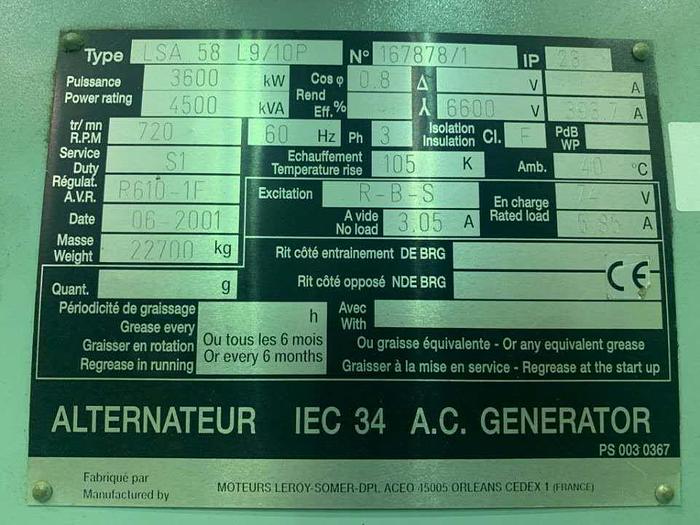 Type LSA 58 L9/10P N° 167878/1 IP 23
Puissance 3600 kW Cos φ 0.8 Δ V A
Power rating 4500 kVA Rend Eff. % 人 6600 V 393.7 A
tr/mn R.P.M 720 60 Hz Ph 3 Isolation Insulation Cl. F PdB WP
Service Duty S1 Echauffement Temperature rise 105 K Amb. 40 °C
Régulat. A.V.R. R610-1F Excitation R-B-S En charge Rated load V
Date 06-2001 A vide No load 3.05 A 5.95 A
Masse Weight 22700 kg Rlt côté entrainement DE BRG
Quant. g Rlt côté opposé NDE BRG CE
Périodicité de graissage
Grease every h Avec With
Graisser en rotation Ou tous les 6 mois Ou graisse équivalente - Or any equivalent grease
Regrease in running Or every 6 months Graisser à la mise en service - Regrease at the start up
ALTERNATEUR IEC 34 A.C. GENERATOR
PS 003 0367
Fabriqué par
Manufactured by MOTEURS LEROY-SOMER-DPL ACEO 45005 ORLEANS CEDEX 1 (FRANCE)